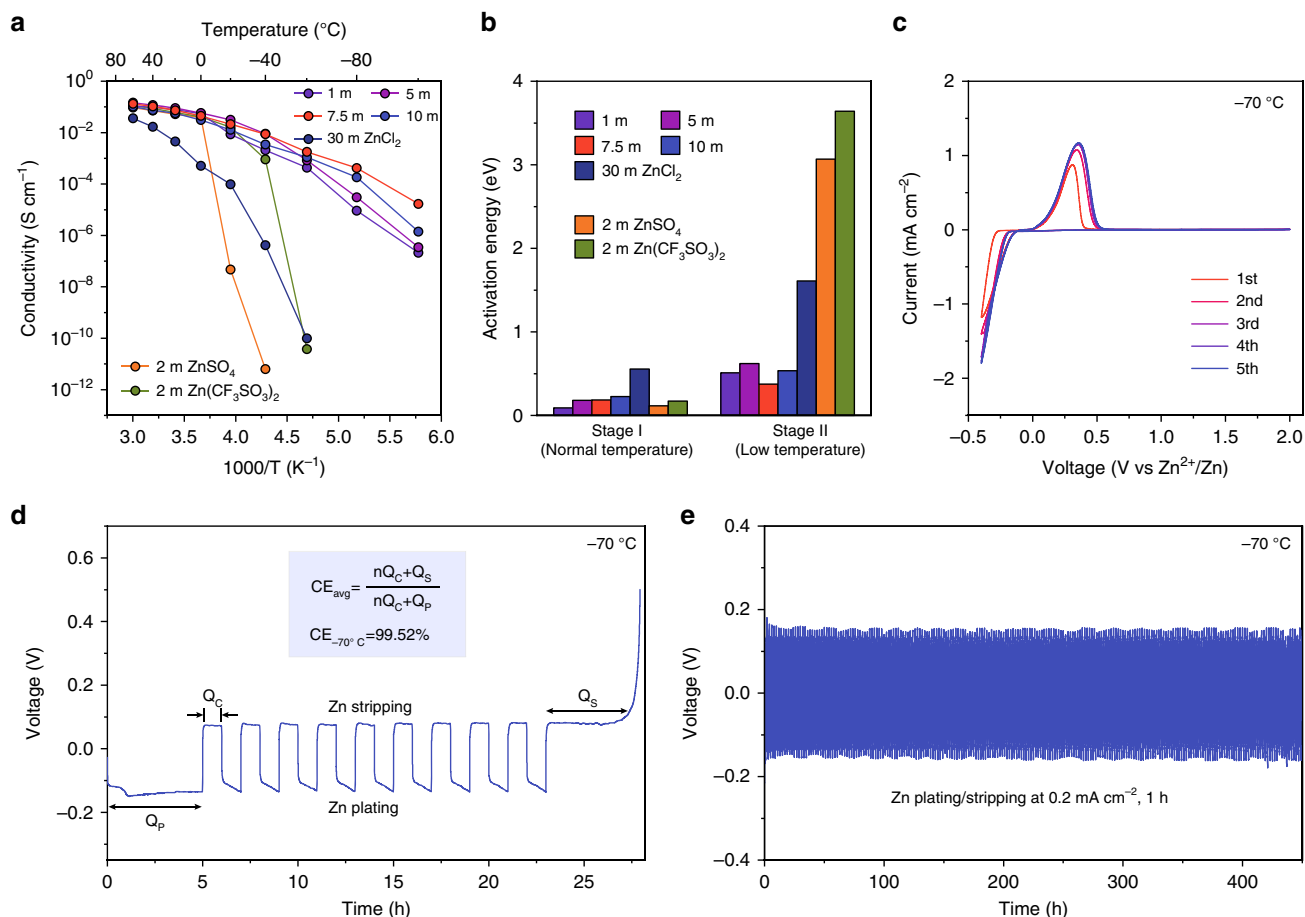 a
Temperature (°C)
80 40 0 −40 −80
10⁰
10⁻²
10⁻⁴
10⁻⁶
10⁻⁸
10⁻¹⁰
10⁻¹²
Conductivity (S cm⁻¹)
1 m 5 m
7.5 m 10 m
30 m ZnCl₂
2 m ZnSO₄
2 m Zn(CF₃SO₃)₂
3.0 3.5 4.0 4.5 5.0 5.5 6.0
1000/T (K⁻¹)
b
4
3
2
1
0
Activation energy (eV)
1 m 5 m
7.5 m 10 m
30 m ZnCl₂
2 m ZnSO₄
2 m Zn(CF₃SO₃)₂
Stage I Stage II
(Normal temperature) (Low temperature)
c
−70 °C
2
1
0
−1
−2
Current (mA cm⁻²)
1st
2nd
3rd
4th
5th
−0.5 0.0 0.5 1.0 1.5 2.0
Voltage (V vs Zn²⁺/Zn)
d
−70 °C
0.6
0.4
0.2
0.0
−0.2
Voltage (V)
CE_avg = nQ_C+Q_S / nQ_C+Q_P
CE_−70° C=99.52%
Q_C
Zn stripping
Q_S
Zn plating
Q_P
0 5 10 15 20 25
Time (h)
e
−70 °C
0.4
0.2
0.0
−0.2
−0.4
Voltage (V)
Zn plating/stripping at 0.2 mA cm⁻², 1 h
0 100 200 300 400
Time (h)